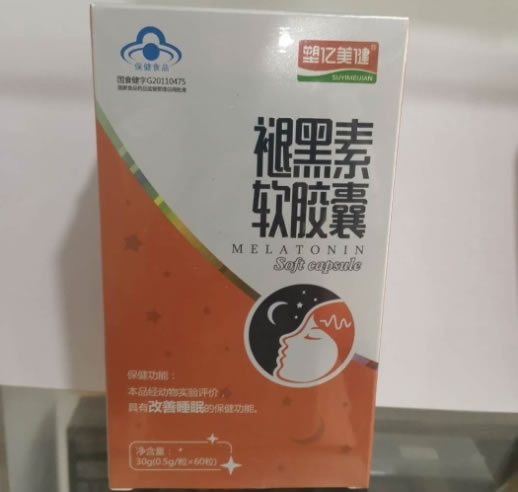 保健食品
国食健字G20110475
塑亿美健®
SUYIMEIJIAN
褪黑素
软胶囊
MELATONIN
Soft capsule
保健功能：
本品经动物实验评价，
具有改善睡眠的保健功能。
净含量：
30g(0.5g/粒×60粒)